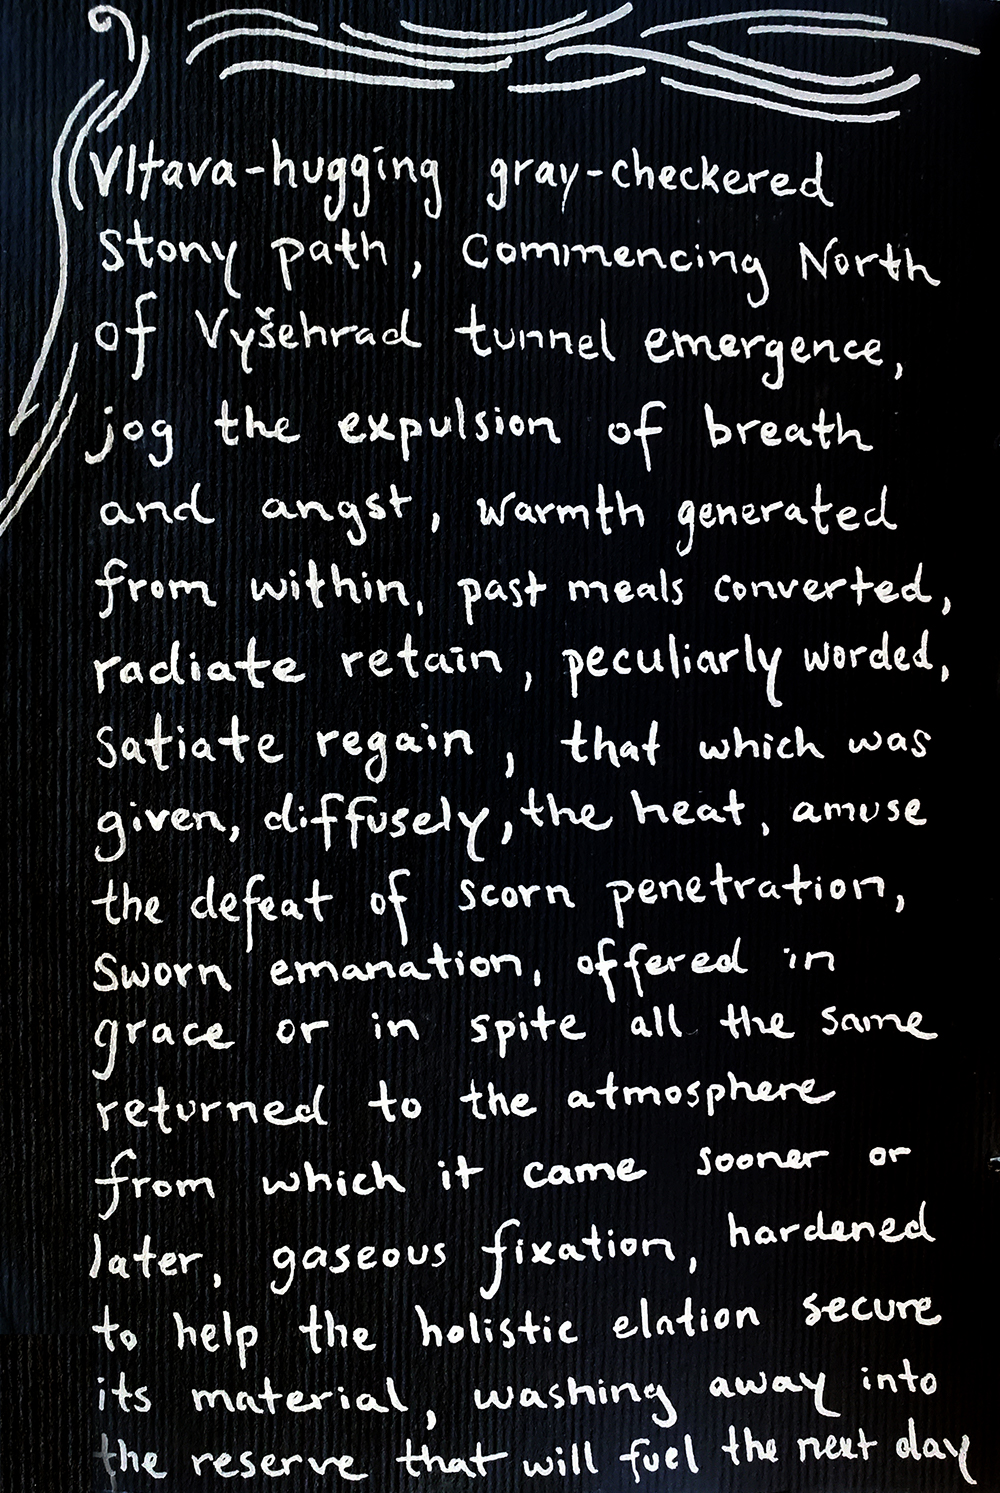 Vltava-hugging gray-checkered
stony path, commencing North
of Vyšehrad tunnel emergence,
jog the expulsion of breath
and angst, warmth generated
from within, past meals converted,
radiate retain, peculiarly worded,
satiate regain, that which was
given, diffusely, the heat, amuse
the defeat of scorn penetration,
sworn emanation, offered in
grace or in spite all the same
returned to the atmosphere
from which it came sooner or
later, gaseous fixation, hardened
to help the holistic elation secure
its material, washing away into
the reserve that will fuel the next day